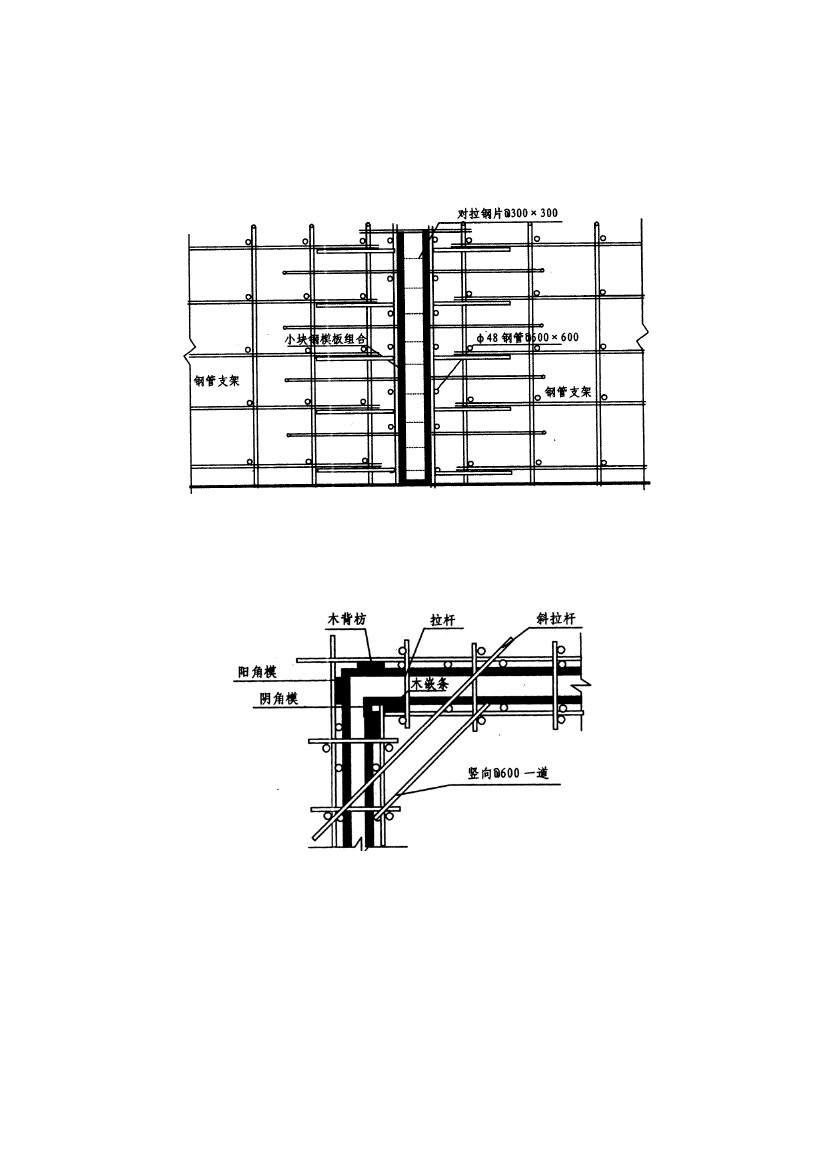 对拉钢片@300×300
小块钢模板组合
φ48钢管@600×600
钢管支架
钢管支架
木背枋
拉杆
斜拉杆
阳角模
木嵌条
阴角模
竖向@600一道